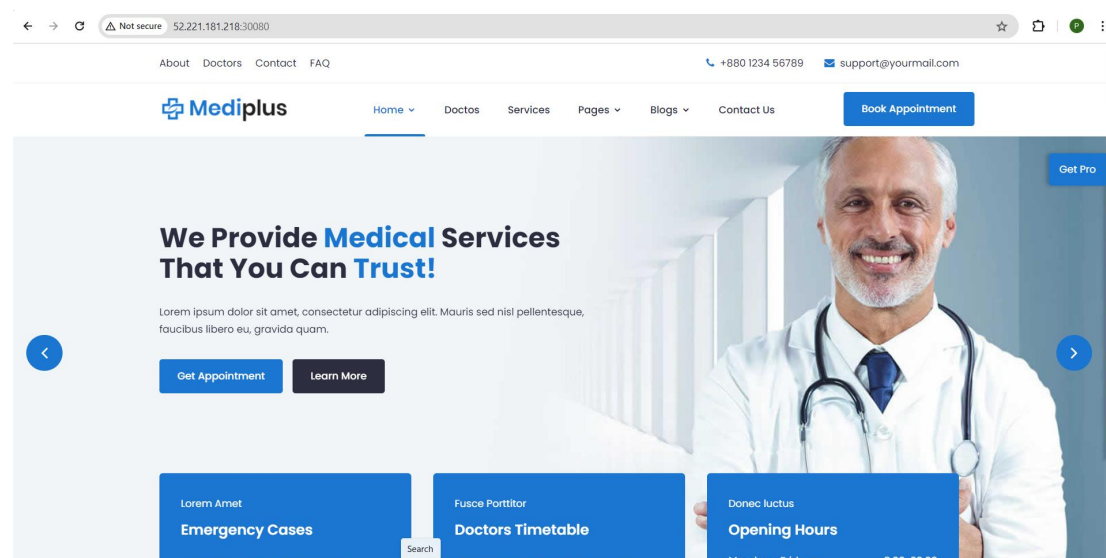 Not secure 52.221.181.218:30080
P
About Doctors Contact FAQ +880 1234 56789 support@yourmail.com
Mediplus Home Doctos Services Pages Blogs Contact Us Book Appointment
Get Pro
We Provide Medical Services
That You Can Trust!
Lorem ipsum dolor sit amet, consectetur adipiscing elit. Mauris sed nisl pellentesque,
faucibus libero eu, gravida quam.
Get Appointment Learn More
Lorem Amet Fusce Porttitor Donec luctus
Emergency Cases Doctors Timetable Opening Hours
Search